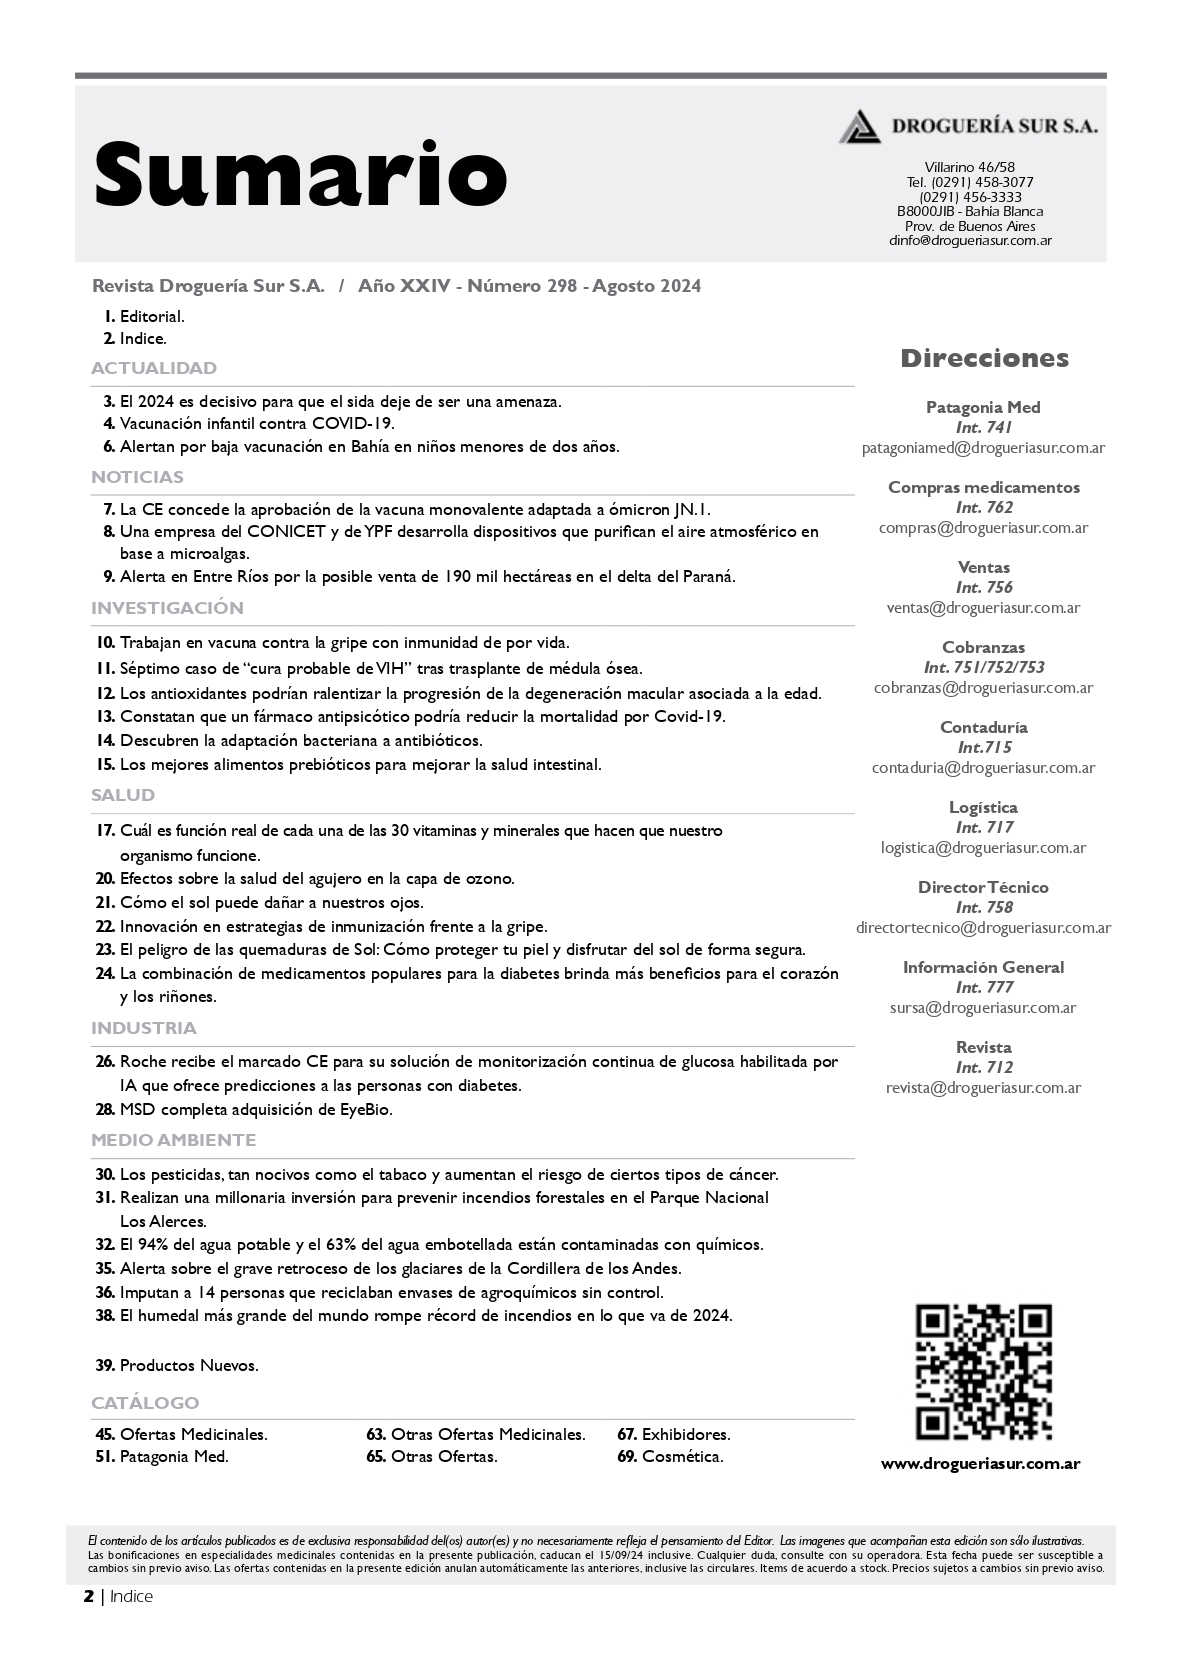 Sumario
DROGUERÍA SUR S.A.
Villarino 46/58
Tel. (0291) 458-3077
(0291) 456-3333
B8000JIB - Bahía Blanca
Prov. de Buenos Aires
dinfo@drogueriasur.com.ar
Revista Droguería Sur S.A. / Año XXIV - Número 298 - Agosto 2024
1. Editorial.
2. Indice.
ACTUALIDAD
3. El 2024 es decisivo para que el sida deje de ser una amenaza.
4. Vacunación infantil contra COVID-19.
6. Alertan por baja vacunación en Bahía en niños menores de dos años.
NOTICIAS
7. La CE concede la aprobación de la vacuna monovalente adaptada a ómicron JN.1.
8. Una empresa del CONICET y de YPF desarrolla dispositivos que purifican el aire atmosférico en
base a microalgas.
9. Alerta en Entre Ríos por la posible venta de 190 mil hectáreas en el delta del Paraná.
INVESTIGACIÓN
10. Trabajan en vacuna contra la gripe con inmunidad de por vida.
11. Séptimo caso de “cura probable de VIH” tras trasplante de médula ósea.
12. Los antioxidantes podrían ralentizar la progresión de la degeneración macular asociada a la edad.
13. Constatan que un fármaco antipsicótico podría reducir la mortalidad por Covid-19.
14. Descubren la adaptación bacteriana a antibióticos.
15. Los mejores alimentos prebióticos para mejorar la salud intestinal.
SALUD
17. Cuál es función real de cada una de las 30 vitaminas y minerales que hacen que nuestro
organismo funcione.
20. Efectos sobre la salud del agujero en la capa de ozono.
21. Cómo el sol puede dañar a nuestros ojos.
22. Innovación en estrategias de inmunización frente a la gripe.
23. El peligro de las quemaduras de Sol: Cómo proteger tu piel y disfrutar del sol de forma segura.
24. La combinación de medicamentos populares para la diabetes brinda más beneficios para el corazón
y los riñones.
INDUSTRIA
26. Roche recibe el marcado CE para su solución de monitorización continua de glucosa habilitada por
IA que ofrece predicciones a las personas con diabetes.
28. MSD completa adquisición de EyeBio.
MEDIO AMBIENTE
30. Los pesticidas, tan nocivos como el tabaco y aumentan el riesgo de ciertos tipos de cáncer.
31. Realizan una millonaria inversión para prevenir incendios forestales en el Parque Nacional
Los Alerces.
32. El 94% del agua potable y el 63% del agua embotellada están contaminadas con químicos.
35. Alerta sobre el grave retroceso de los glaciares de la Cordillera de los Andes.
36. Imputan a 14 personas que reciclaban envases de agroquímicos sin control.
38. El humedal más grande del mundo rompe récord de incendios en lo que va de 2024.
39. Productos Nuevos.
CATÁLOGO
45. Ofertas Medicinales.
51. Patagonia Med.
63. Otras Ofertas Medicinales.
65. Otras Ofertas.
67. Exhibidores.
69. Cosmética.
Direcciones
Patagonia Med
Int. 741
patagoniamed@drogueriasur.com.ar
Compras medicamentos
Int. 762
compras@drogueriasur.com.ar
Ventas
Int. 756
ventas@drogueriasur.com.ar
Cobranzas
Int. 751/752/753
cobranzas@drogueriasur.com.ar
Contaduría
Int.715
contaduria@drogueriasur.com.ar
Logística
Int. 717
logistica@drogueriasur.com.ar
Director Técnico
Int. 758
directortecnico@drogueriasur.com.ar
Información General
Int. 777
sursa@drogueriasur.com.ar
Revista
Int. 712
revista@drogueriasur.com.ar
www.drogueriasur.com.ar
El contenido de los artículos publicados es de exclusiva responsabilidad del(os) autor(es) y no necesariamente refleja el pensamiento del Editor. Las imagenes que acompañan esta edición son sólo ilustrativas.
Las bonificaciones en especialidades medicinales contenidas en la presente publicación, caducan el 15/09/24 inclusive. Cualquier duda, consulte con su operadora. Esta fecha puede ser susceptible a
cambios sin previo aviso. Las ofertas contenidas en la presente edición anulan automáticamente las anteriores, inclusive las circulares. Items de acuerdo a stock. Precios sujetos a cambios sin previo aviso.
2 | Indice